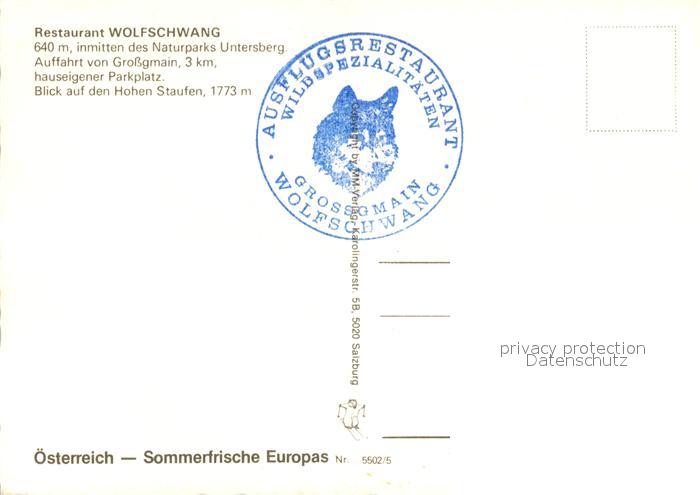 Restaurant WOLFSCHWANG
640 m, inmitten des Naturparks Untersberg.
Auffahrt von Großgmain, 3 km,
hauseigener Parkplatz.
Blick auf den Hohen Staufen, 1773 m
AUSFLUGSRESTAURANT
WILDSPEZIALITÄTEN
GROSSGMAIN
WOLFSCHWANG
Copyright by MM-Verlag, Karolingerstr. 5B, 5020 Salzburg
privacy protection
Datenschutz
Österreich — Sommerfrische Europas Nr. 5502/5